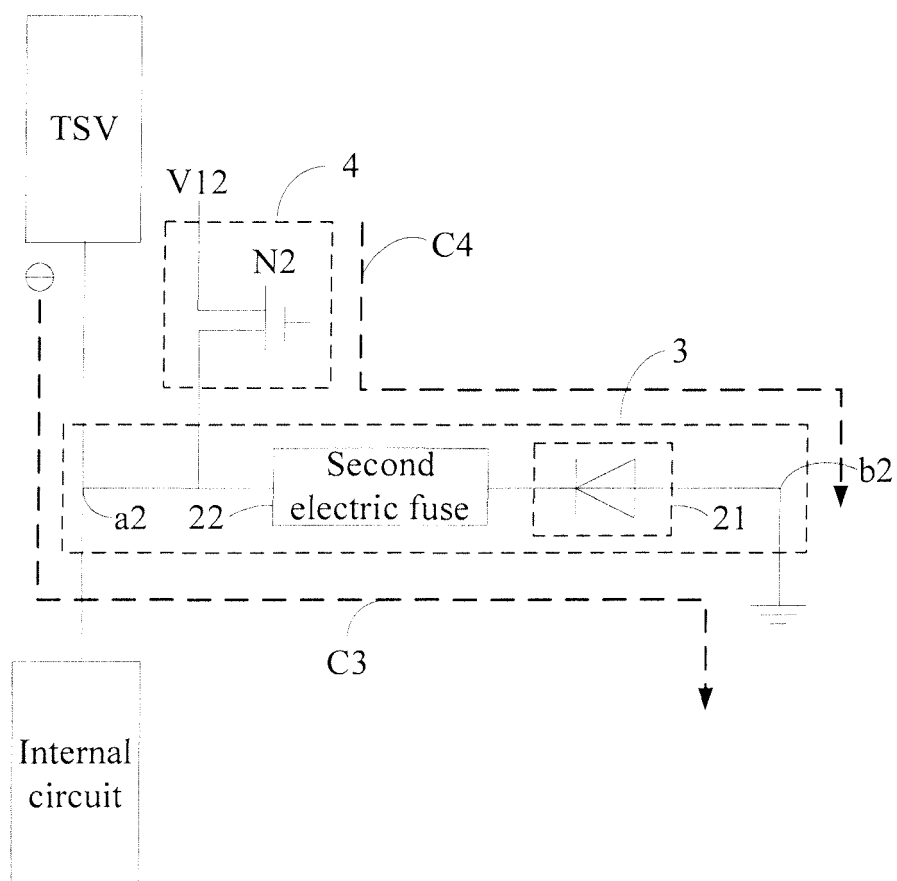 TSV
4
V12
C4
N2
3
Second
electric fuse
b2
a2
22
21
C3
Internal
circuit